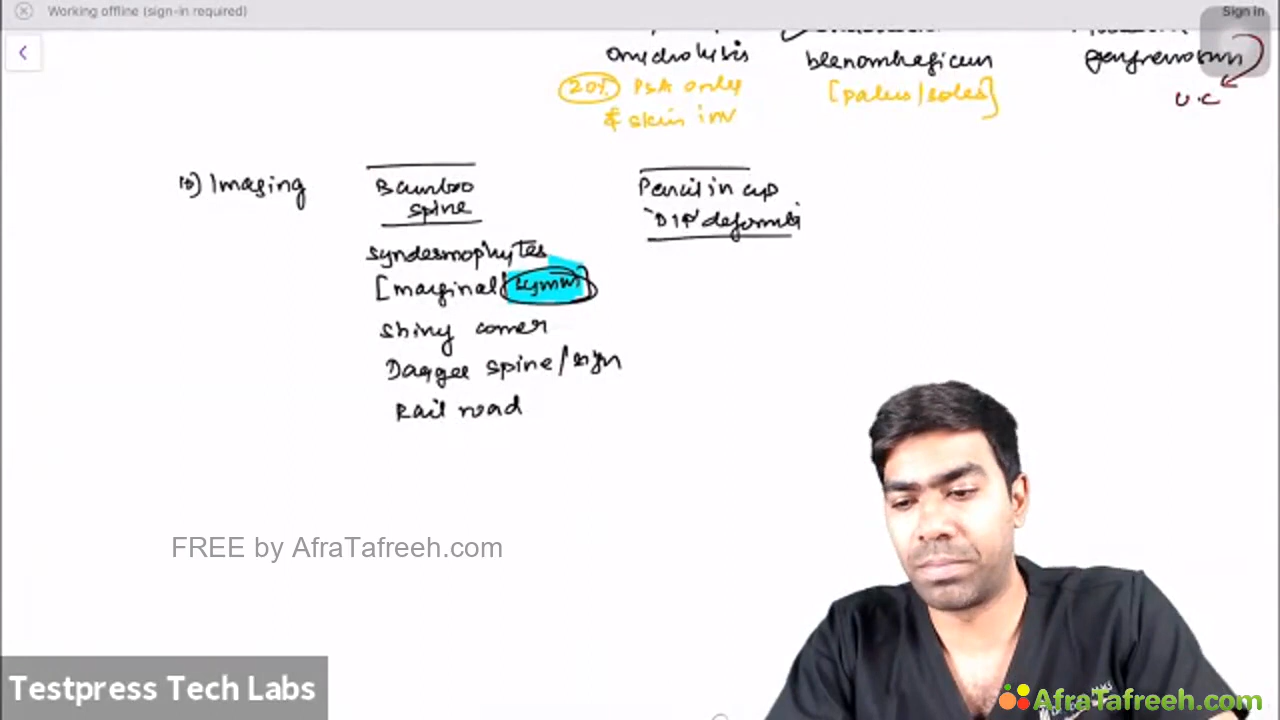 Working offline (sign-in required)
Sign in
onycholysis
blenorrhagicum
gangrenosum
20% PsA only
& skin inv
[palms/soles]
U.C
10) Imaging
Bamboo
spine
Pencil in cup
"DIP" deformity
syndesmophytes
[marginal/symm]
shiny corner
Dagger spine/sign
Rail road
FREE by AfraTafreeh.com
Testpress Tech Labs
AfraTafreeh.com